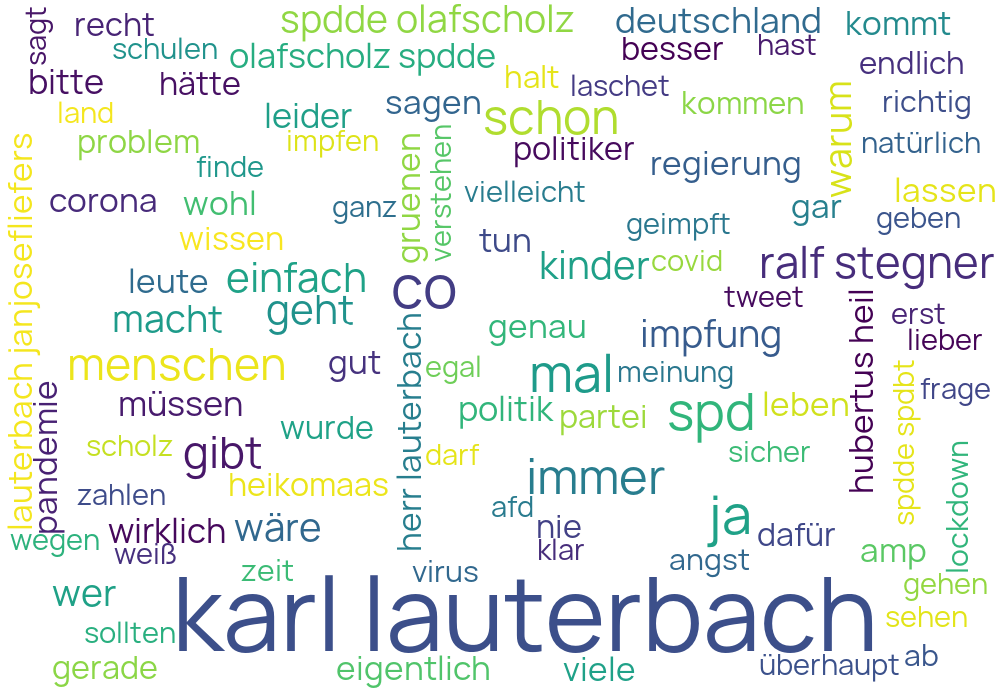 sagt
recht
spdde olafscholz
deutschland
kommt
schulen
olafscholz spdde
besser
hast
endlich
bitte
hätte
halt
laschet
land
leider
sagen
schon
kommen
warum
richtig
problem
impfen
gruenen
verstehen
politiker
regierung
natürlich
finde
lauterbach janjosefliefers
corona
wohl
ganz
vielleicht
gar
lassen
geben
wissen
tun
geimpft
leute
einfach
co
kinder
covid
ralf stegner
macht
geht
herr lauterbach
genau
impfung
tweet
hubertus heil
erst
lieber
menschen
gut
egal
mal
meinung
frage
pandemie
müssen
wurde
politik
partei
spd
leben
spdde spdbt
scholz
gibt
darf
immer
sicher
lockdown
zahlen
heikomaas
afd
ja
wegen
wirklich
wäre
nie
dafür
weiß
klar
angst
amp
wer
zeit
virus
karl lauterbach
gehen
sollten
sehen
gerade
eigentlich
viele
überhaupt
ab